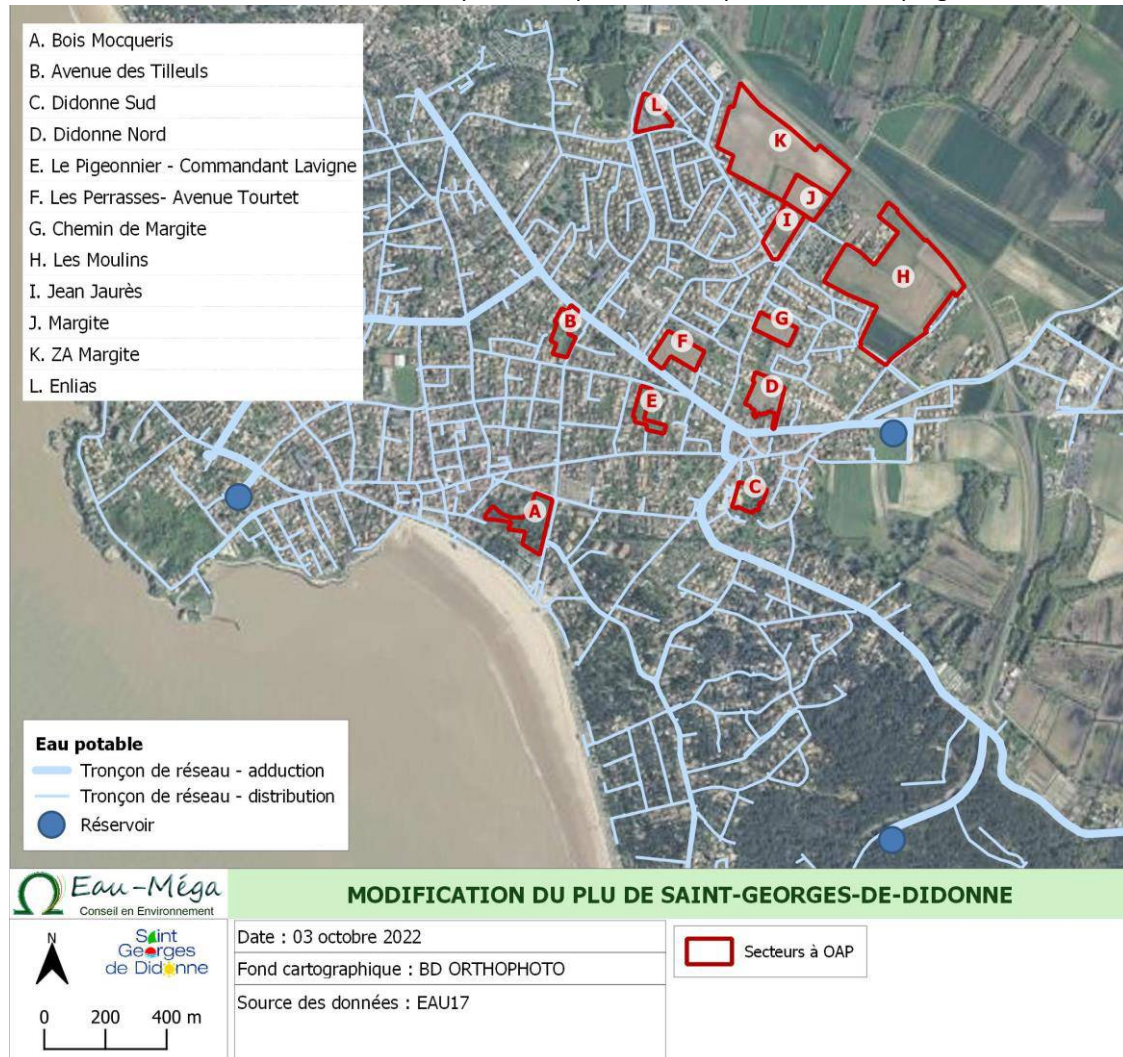 A. Bois Mocqueris
B. Avenue des Tilleuls
C. Didonne Sud
D. Didonne Nord
E. Le Pigeonnier - Commandant Lavigne
F. Les Perrasses- Avenue Tourtet
G. Chemin de Margite
H. Les Moulins
I. Jean Jaurès
J. Margite
K. ZA Margite
L. Enlias
L
K
J
I
H
B
G
F
D
E
C
A
Eau potable
Tronçon de réseau - adduction
Tronçon de réseau - distribution
Réservoir
Eau-Méga
Conseil en Environnement
MODIFICATION DU PLU DE SAINT-GEORGES-DE-DIDONNE
N
Saint
Georges
de Didonne
0 200 400 m
Date : 03 octobre 2022
Fond cartographique : BD ORTHOPHOTO
Source des données : EAU17
Secteurs à OAP